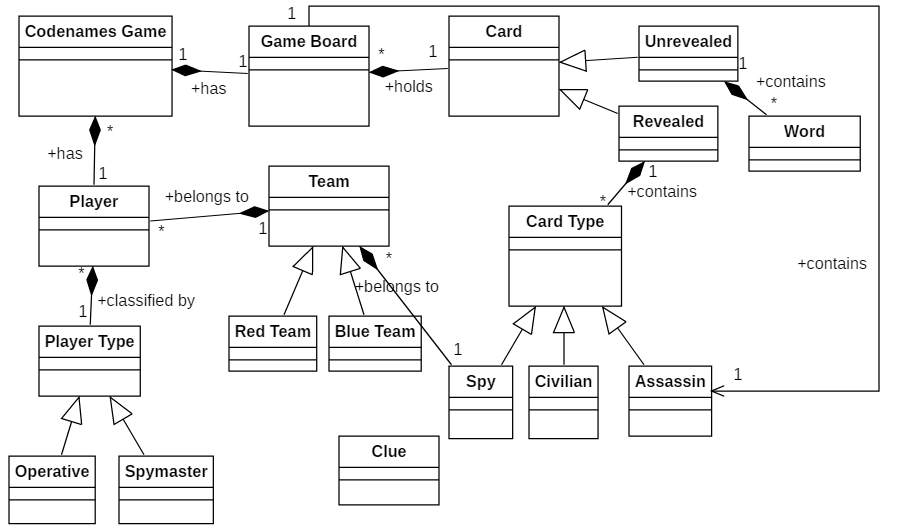 1
Codenames Game
Game Board
Card
Unrevealed
1
1
*
1
1
+has
+holds
+contains
*
*
Revealed
Word
+has
1
1
+contains
Player
+belongs to
Team
*
*
1
Card Type
*
*
+belongs to
+contains
+classified by
1
Player Type
Red Team
Blue Team
1
Spy
Civilian
Assassin
1
Clue
Operative
Spymaster